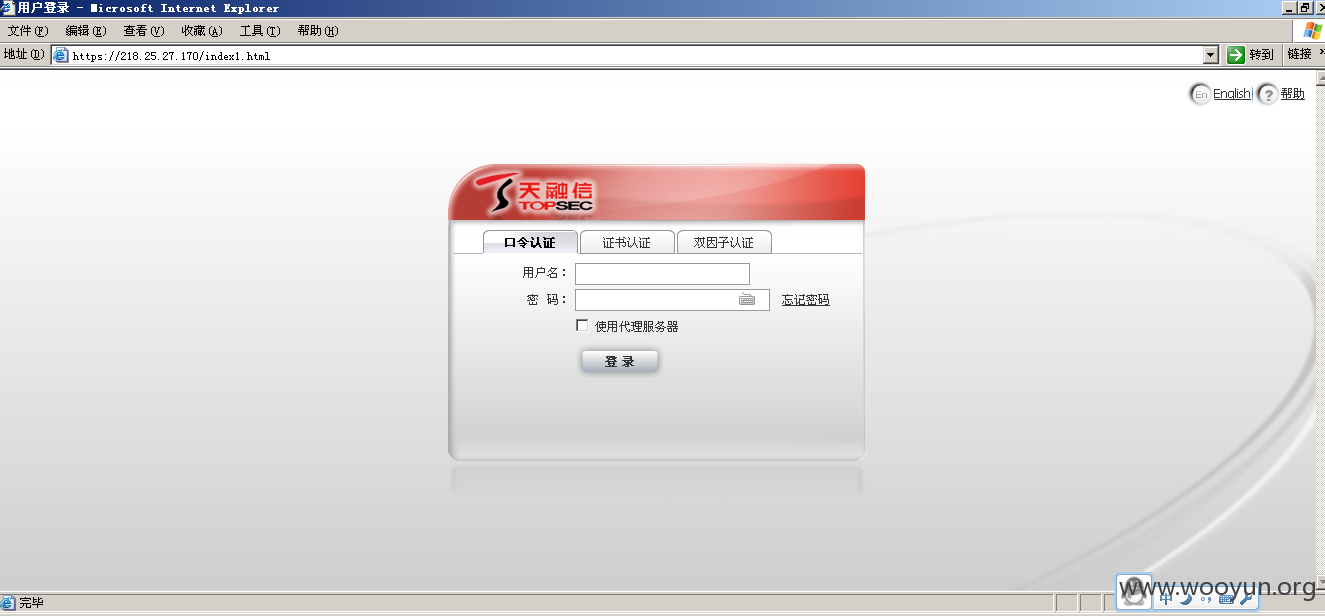 用户登录 - Microsoft Internet Explorer
文件(F) 编辑(E) 查看(V) 收藏(A) 工具(T) 帮助(H)
地址(D) https://218.25.27.170/index1.html 转到 链接 »
En English ? 帮助
天融信
TOPSEC
口令认证 证书认证 双因子认证
用户名：
密 码： 忘记密码
使用代理服务器
登 录
完毕
www.wooyun.org
中